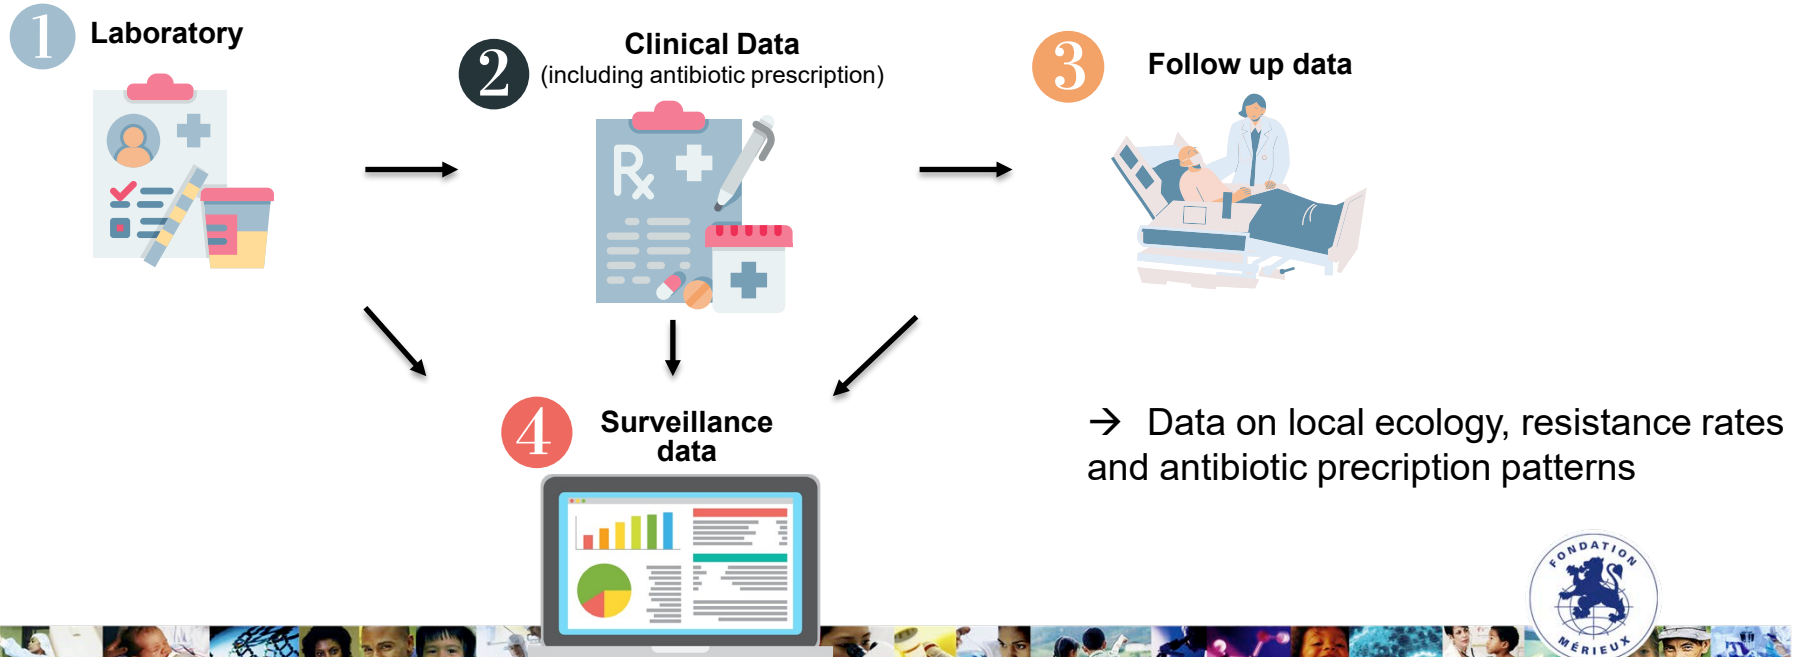 1
Laboratory
2
Clinical Data
(including antibiotic prescription)
3
Follow up data
Rx
4
Surveillance
data
→ Data on local ecology, resistance rates
and antibiotic precription patterns
FONDATION
MÉRIEUX